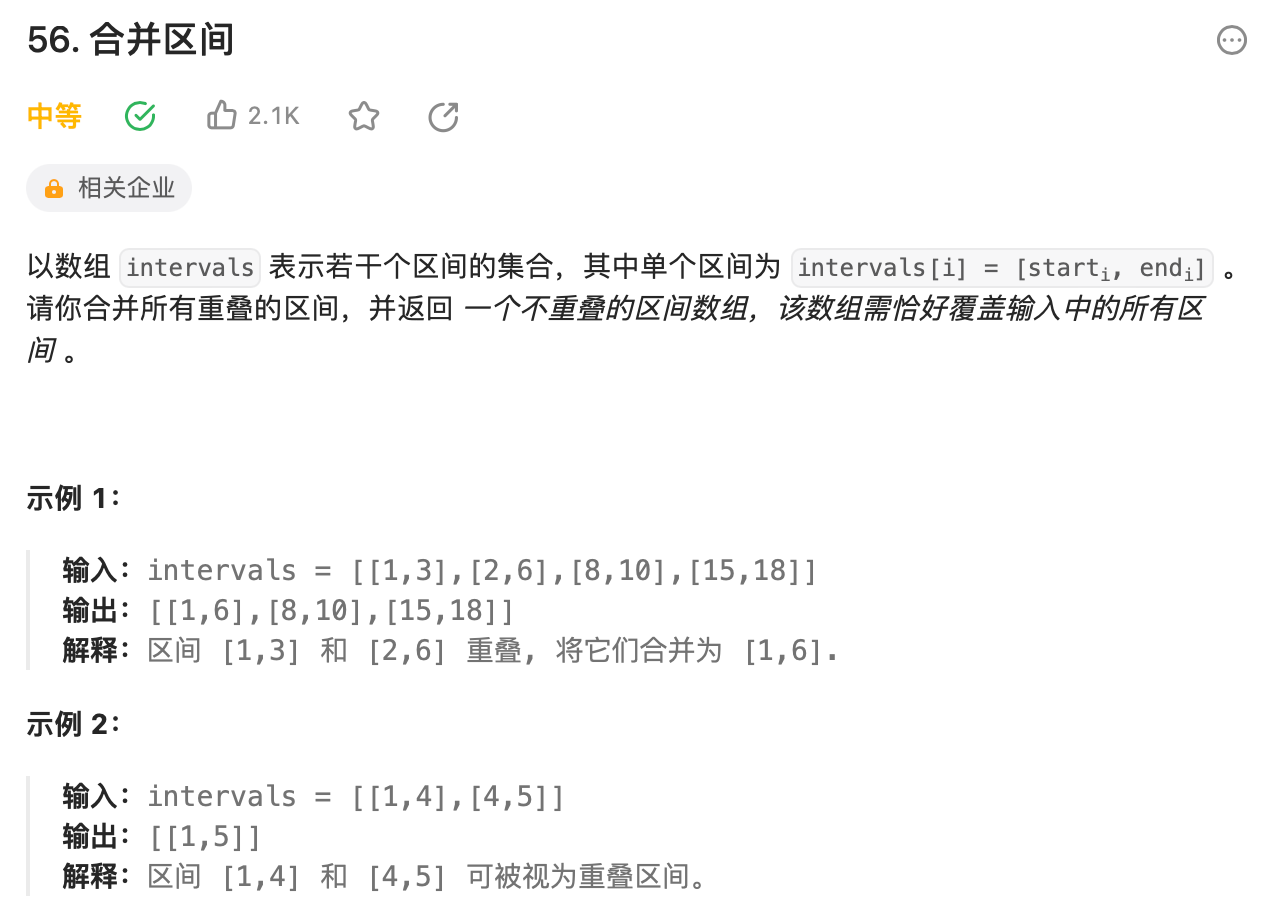 56. 合并区间
中等 2.1K
相关企业
以数组 intervals 表示若干个区间的集合，其中单个区间为 intervals[i] = [starti, endi] 。
请你合并所有重叠的区间，并返回 一个不重叠的区间数组，该数组需恰好覆盖输入中的所有区
间 。
示例 1：
输入：intervals = [[1,3],[2,6],[8,10],[15,18]]
输出：[[1,6],[8,10],[15,18]]
解释：区间 [1,3] 和 [2,6] 重叠, 将它们合并为 [1,6].
示例 2：
输入：intervals = [[1,4],[4,5]]
输出：[[1,5]]
解释：区间 [1,4] 和 [4,5] 可被视为重叠区间。